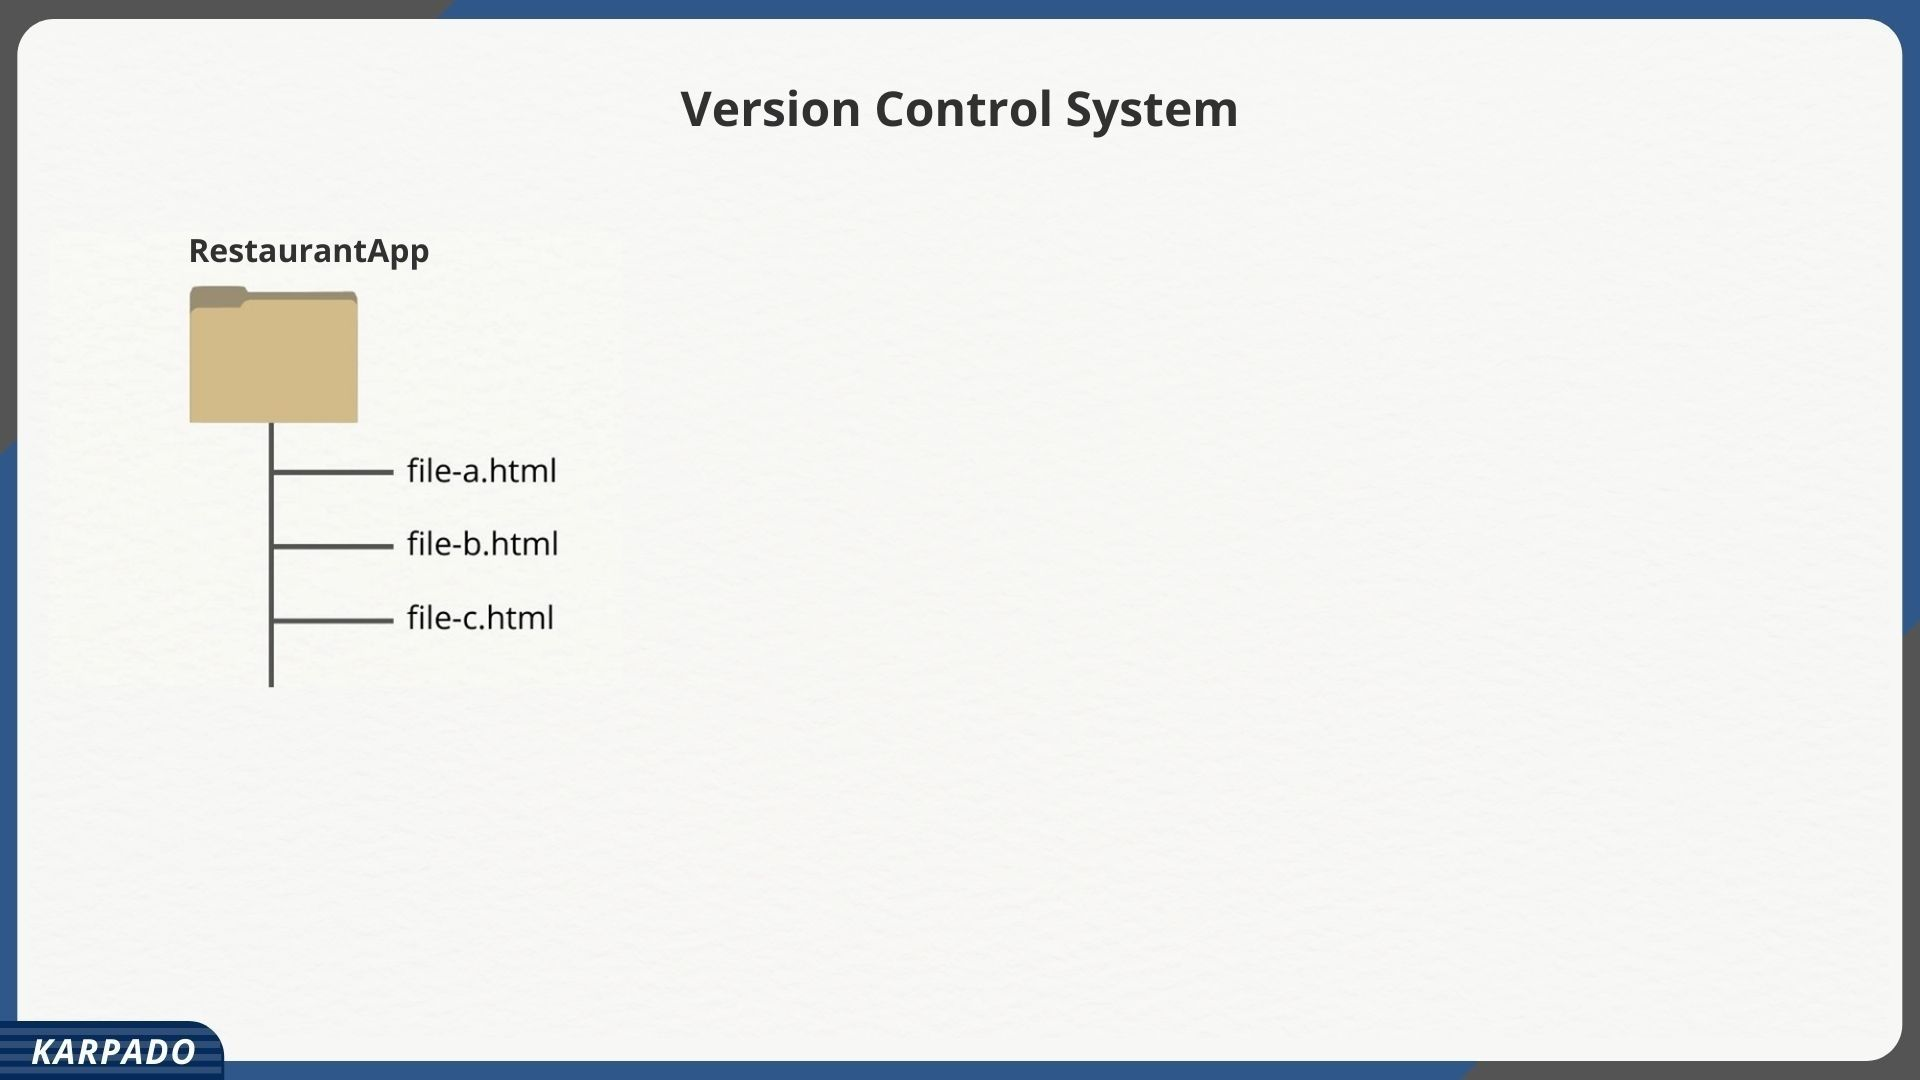 Version Control System
RestaurantApp
file-a.html
file-b.html
file-c.html
KARPADO